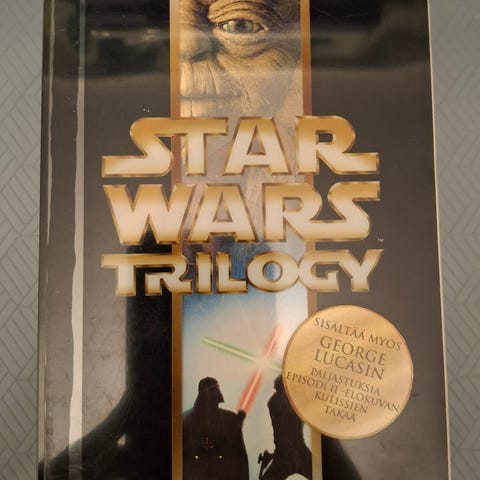 STAR
WARS
TRILOGY
SISÄLTÄÄ MYÖS
GEORGE
LUCASIN
PALJASTUKSIA
EPISODI II -ELOKUVAN
KULISSIEN
TAKAA